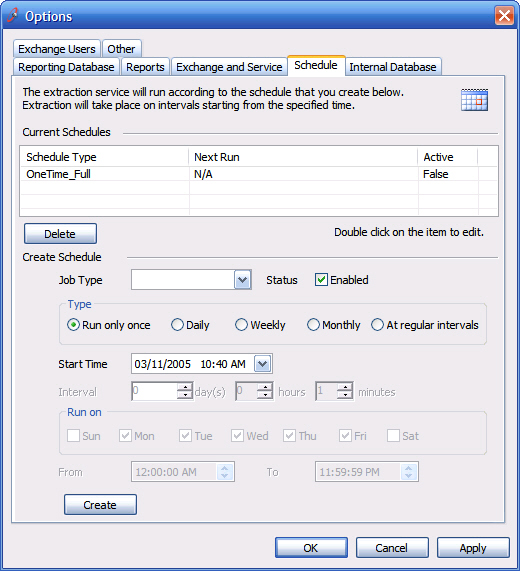 Options
Exchange Users Other
Reporting Database Reports Exchange and Service Schedule Internal Database
The extraction service will run according to the schedule that you create below.
Extraction will take place on intervals starting from the specified time.
Current Schedules
Schedule Type Next Run Active
OneTime_Full N/A False
Delete Double click on the item to edit.
Create Schedule
Job Type Status Enabled
Type
Run only once Daily Weekly Monthly At regular intervals
Start Time 03/11/2005 10:40 AM
Interval 0 day(s) 0 hours 1 minutes
Run on
Sun Mon Tue Wed Thu Fri Sat
From 12:00:00 AM To 11:59:59 PM
Create
OK Cancel Apply